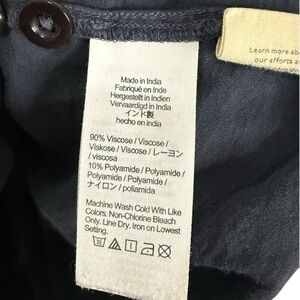 Made in India
Fabriqué en Inde
Hergestellt in Indien
Vervaardigd in India
インド製
hecho en india
90% Viscose / Viscose /
Viskose / Viscose / レーヨン
/ viscosa
10% Polyamide / Polyamide /
Polyamide / Polyamide /
ナイロン / poliamida
Machine Wash Cold With Like
Colors. Non-Chlorine Bleach
Only. Line Dry. Iron on Lowest
Setting.
Learn more ab
our efforts a